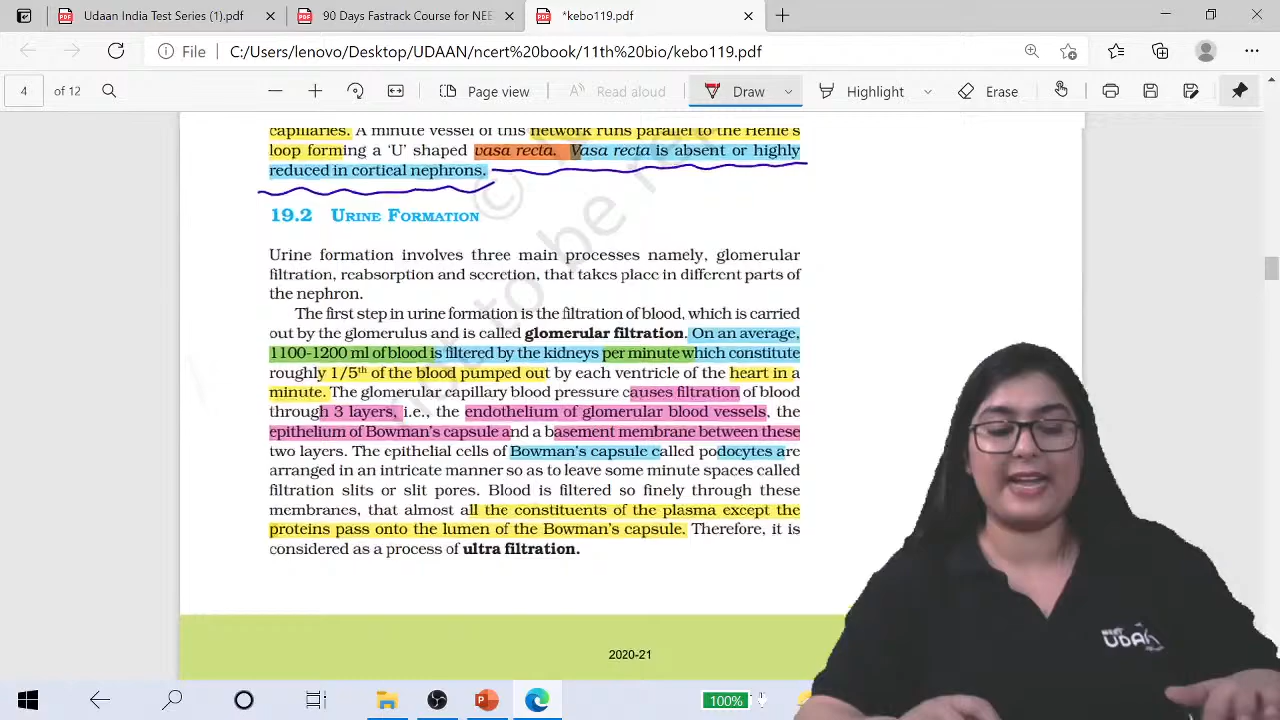 Udaan India Test Series (1).pdf
90 Days Fastrack Course for NEE
*kebo119.pdf
File
C:/Users/lenovo/Desktop/UDAAN/ncert%20book/11th%20bio/kebo119.pdf
4 of 12
Page view
Read aloud
Draw
Highlight
Erase
capillaries. A minute vessel of this network runs parallel to the Henle's
loop forming a 'U' shaped vasa recta. Vasa recta is absent or highly
reduced in cortical nephrons.
19.2 URINE FORMATION
Urine formation involves three main processes namely, glomerular
filtration, reabsorption and secretion, that takes place in different parts of
the nephron.
The first step in urine formation is the filtration of blood, which is carried
out by the glomerulus and is called glomerular filtration. On an average,
1100-1200 ml of blood is filtered by the kidneys per minute which constitute
roughly 1/5th of the blood pumped out by each ventricle of the heart in a
minute. The glomerular capillary blood pressure causes filtration of blood
through 3 layers, i.e., the endothelium of glomerular blood vessels, the
epithelium of Bowman's capsule and a basement membrane between these
two layers. The epithelial cells of Bowman's capsule called podocytes are
arranged in an intricate manner so as to leave some minute spaces called
filtration slits or slit pores. Blood is filtered so finely through these
membranes, that almost all the constituents of the plasma except the
proteins pass onto the lumen of the Bowman's capsule. Therefore, it is
considered as a process of ultra filtration.
2020-21
100%
UDAN